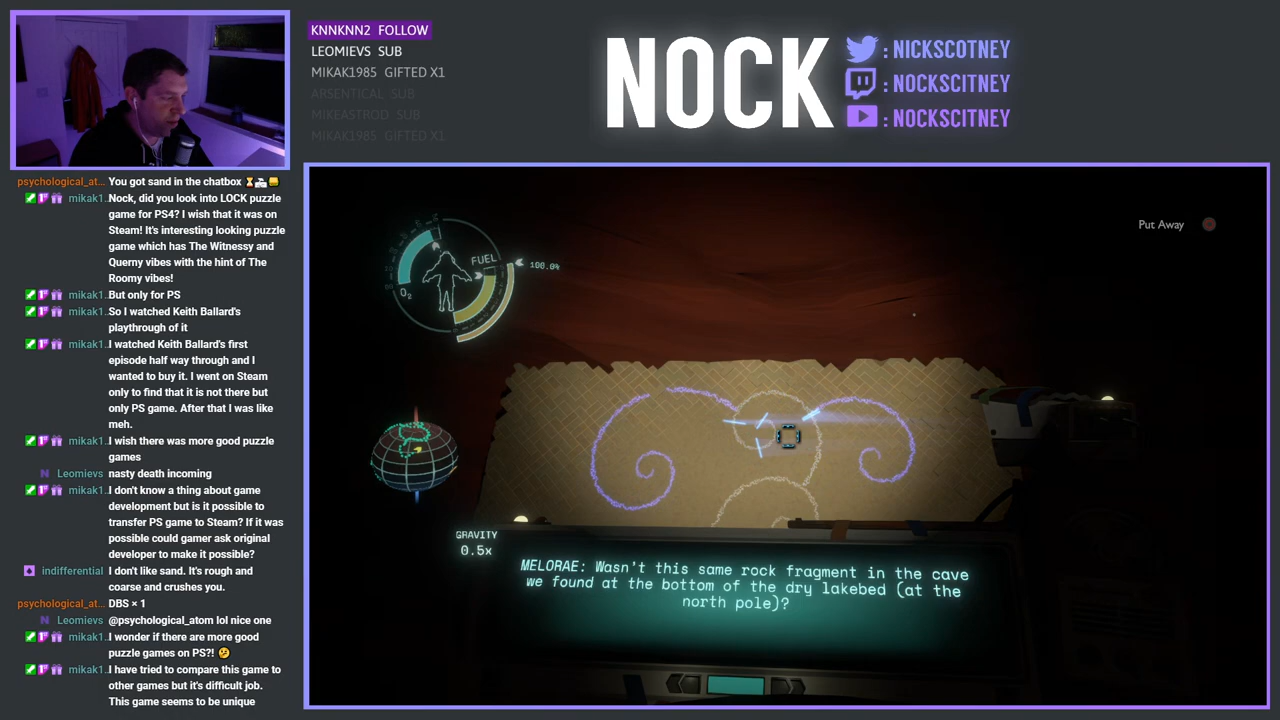 KNNKNN2 FOLLOW
LEOMIEVS SUB
MIKAK1985 GIFTED X1
ARSENTICAL SUB
MIKEASTROD SUB
MIKAK1985 GIFTED X1
NOCK
: NICKSCOTNEY
: NOCKSCITNEY
: NOCKSCITNEY
psychological_at... You got sand in the chatbox
mikak1... Nock, did you look into LOCK puzzle
game for PS4? I wish that it was on
Steam! It's interesting looking puzzle
game which has The Witnessy and
Querny vibes with the hint of The
Roomy vibes!
mikak1... But only for PS
mikak1... So I watched Keith Ballard's
playthrough of it
mikak1... I watched Keith Ballard's first
episode half way through and I
wanted to buy it. I went on Steam
only to find that it is not there but
only PS game. After that I was like
meh.
mikak1... I wish there was more good puzzle
games
Leomievs nasty death incoming
mikak1... I don't know a thing about game
development but is it possible to
transfer PS game to Steam? If it was
possible could gamer ask original
developer to make it possible?
indifferential I don't like sand. It's rough and
coarse and crushes you.
psychological_at... DBS × 1
Leomievs @psychological_atom lol nice one
mikak1... I wonder if there are more good
puzzle games on PS?!
mikak1... I have tried to compare this game to
other games but it's difficult job.
This game seems to be unique
Put Away
FUEL
100.0%
O2
GRAVITY
0.5x
MELORAE: Wasn't this same rock fragment in the cave
we found at the bottom of the dry lakebed (at the
north pole)?